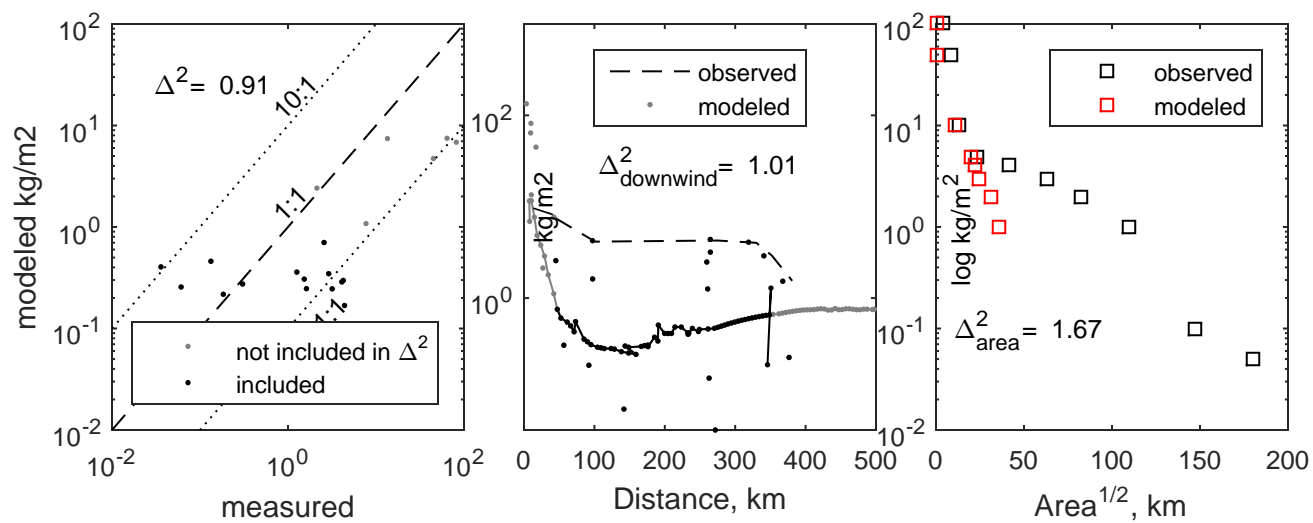 10^2
10^1
10^0
10^-1
10^-2
modeled kg/m2
Δ^2= 0.91
10:1
1:1
not included in Δ^2
included
10^-2
10^0
10^2
measured
10^2
10^0
kg/m2
observed
modeled
Δ^2_downwind= 1.01
0
100
200
300
400
500
Distance, km
10^2
10^1
10^0
10^-1
10^-2
log kg/m^2
observed
modeled
Δ^2_area= 1.67
0
50
100
150
200
Area^1/2, km